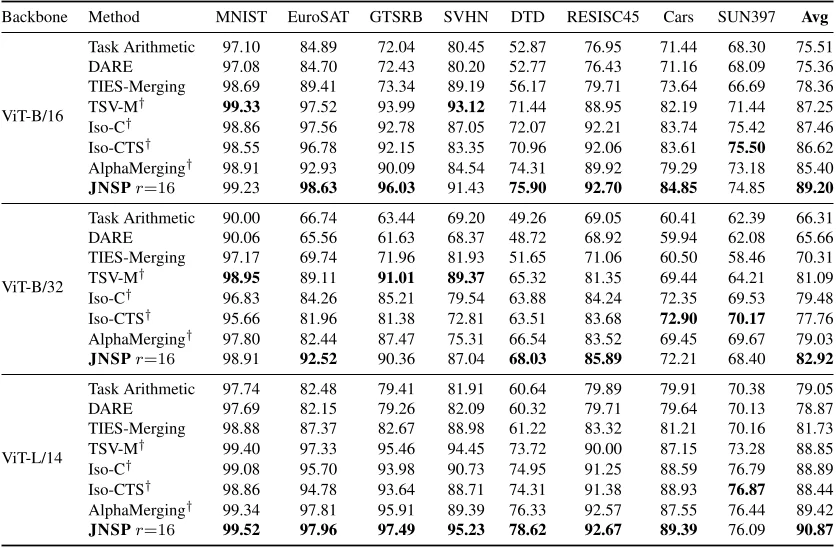 Backbone Method MNIST EuroSAT GTSRB SVHN DTD RESISC45 Cars SUN397 Avg
Task Arithmetic 97.10 84.89 72.04 80.45 52.87 76.95 71.44 68.30 75.51
DARE 97.08 84.70 72.43 80.20 52.77 76.43 71.16 68.09 75.36
TIES-Merging 98.69 89.41 73.34 89.19 56.17 79.71 73.64 66.69 78.36
TSV-M† 99.33 97.52 93.99 93.12 71.44 88.95 82.19 71.44 87.25
ViT-B/16
Iso-C† 98.86 97.56 92.78 87.05 72.07 92.21 83.74 75.42 87.46
Iso-CTS† 98.55 96.78 92.15 83.35 70.96 92.06 83.61 75.50 86.62
AlphaMerging† 98.91 92.93 90.09 84.54 74.31 89.92 79.29 73.18 85.40
JNSP r=16 99.23 98.63 96.03 91.43 75.90 92.70 84.85 74.85 89.20
Task Arithmetic 90.00 66.74 63.44 69.20 49.26 69.05 60.41 62.39 66.31
DARE 90.06 65.56 61.63 68.37 48.72 68.92 59.94 62.08 65.66
TIES-Merging 97.17 69.74 71.96 81.93 51.65 71.06 60.50 58.46 70.31
TSV-M† 98.95 89.11 91.01 89.37 65.32 81.35 69.44 64.21 81.09
ViT-B/32
Iso-C† 96.83 84.26 85.21 79.54 63.88 84.24 72.35 69.53 79.48
Iso-CTS† 95.66 81.96 81.38 72.81 63.51 83.68 72.90 70.17 77.76
AlphaMerging† 97.80 82.44 87.47 75.31 66.54 83.52 69.45 69.67 79.03
JNSP r=16 98.91 92.52 90.36 87.04 68.03 85.89 72.21 68.40 82.92
Task Arithmetic 97.74 82.48 79.41 81.91 60.64 79.89 79.91 70.38 79.05
DARE 97.69 82.15 79.26 82.09 60.32 79.71 79.64 70.13 78.87
TIES-Merging 98.88 87.37 82.67 88.98 61.22 83.32 81.21 70.16 81.73
TSV-M† 99.40 97.33 95.46 94.45 73.72 90.00 87.15 73.28 88.85
ViT-L/14
Iso-C† 99.08 95.70 93.98 90.73 74.95 91.25 88.59 76.79 88.89
Iso-CTS† 98.86 94.78 93.64 88.71 74.31 91.38 88.93 76.87 88.44
AlphaMerging† 99.34 97.81 95.91 89.39 76.33 92.57 87.55 76.44 89.42
JNSP r=16 99.52 97.96 97.49 95.23 78.62 92.67 89.39 76.09 90.87